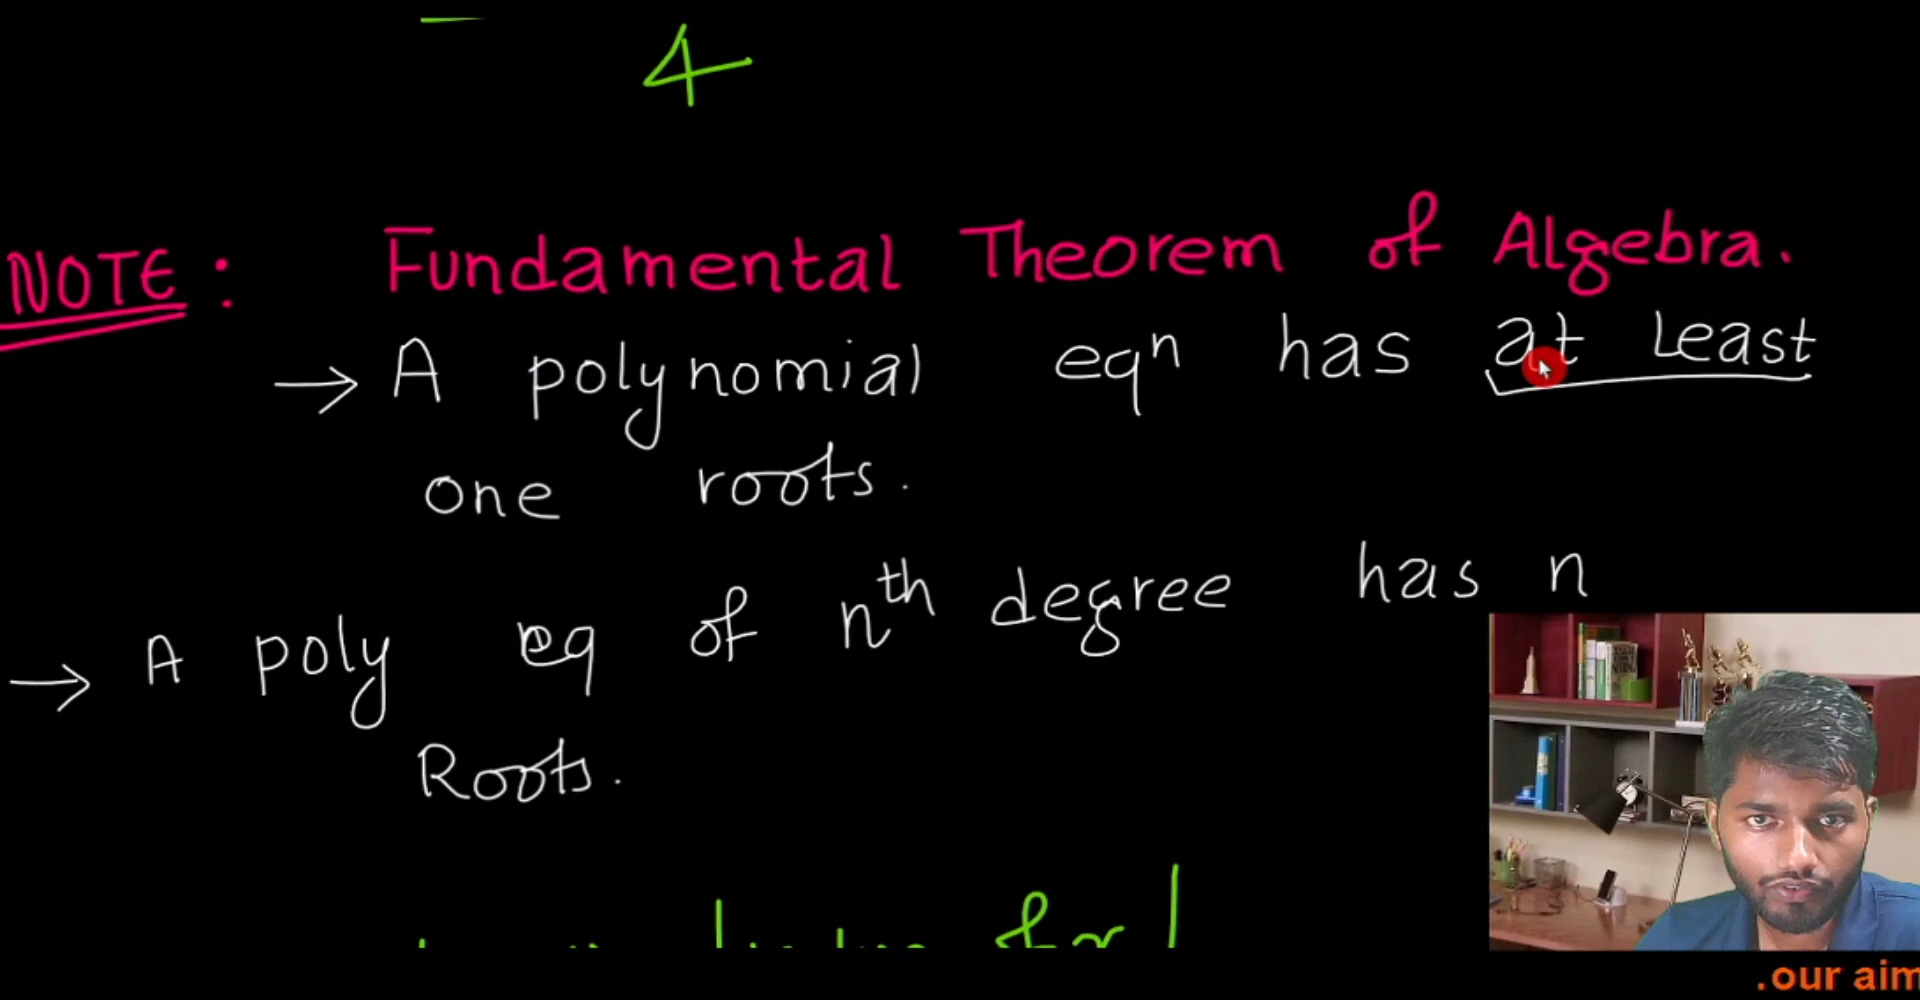 4
NOTE : Fundamental Theorem of Algebra.
→ A polynomial eqⁿ has at least
one roots.
→ A poly eq of nᵗʰ degree has n
Roots.
.our aim